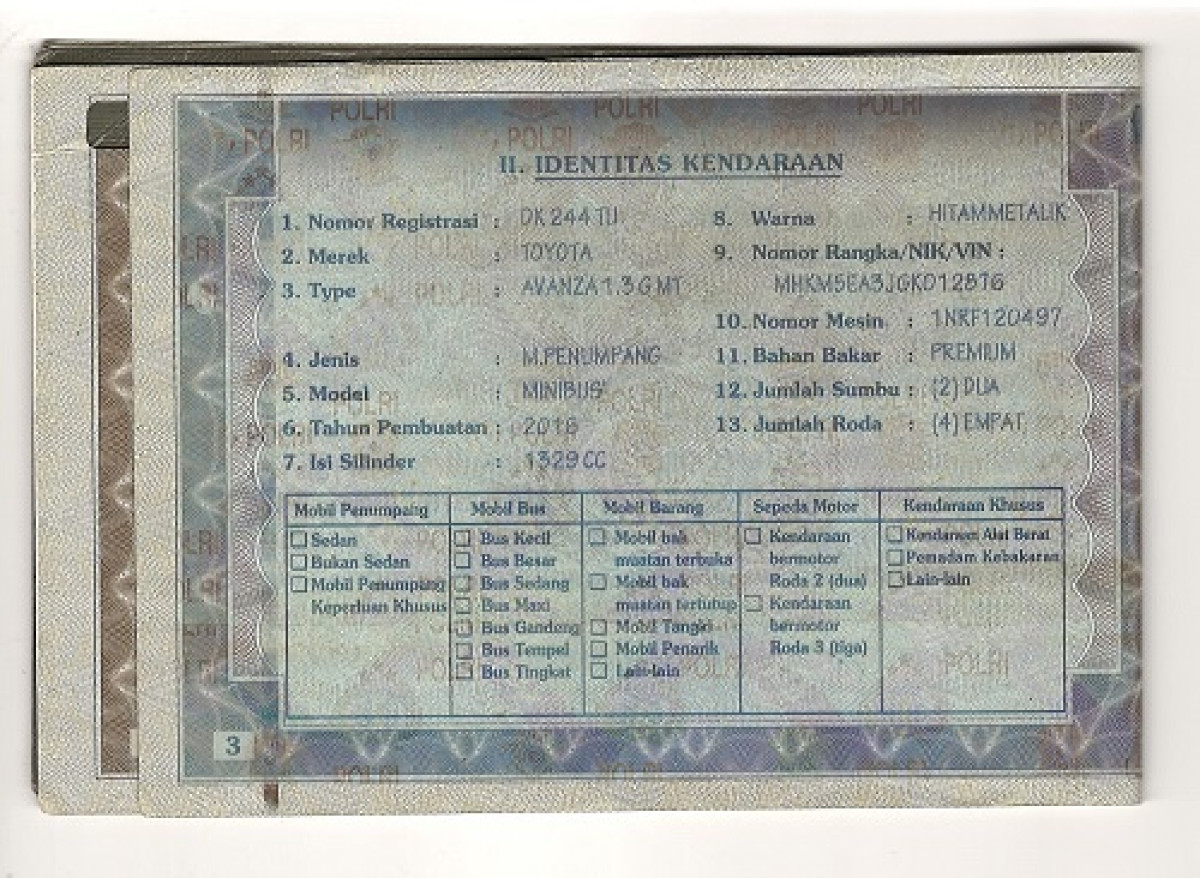 II. IDENTITAS KENDARAAN
1. Nomor Registrasi : DK 244 TU
2. Merek : TOYOTA
3. Type : AVANZA 1.3 G MT
4. Jenis : M.PENUMPANG
5. Model : MINIBUS
6. Tahun Pembuatan : 2016
7. Isi Silinder : 1329 CC
8. Warna : HITAMMETALIK
9. Nomor Rangka/NIK/VIN :
MHKM5EA3JGK012876
10. Nomor Mesin : 1NRF120497
11. Bahan Bakar : PREMIUM
12. Jumlah Sumbu : (2) DUA
13. Jumlah Roda : (4) EMPAT
Mobil Penumpang
Sedan
Bukan Sedan
Mobil Penumpang
Keperluan Khusus
Mobil Bus
Bus Kecil
Bus Besar
Bus Sedang
Bus Maxi
Bus Gandeng
Bus Tempel
Bus Tingkat
Mobil Barang
Mobil bak
muatan terbuka
Mobil bak
muatan tertutup
Mobil Tangki
Mobil Penarik
Lain-lain
Sepeda Motor
Kendaraan
bermotor
Roda 2 (dua)
Kendaraan
bermotor
Roda 3 (tiga)
Kendaraan Khusus
Kendaraan Alat Berat
Pemadam Kebakaran
Lain-lain
3